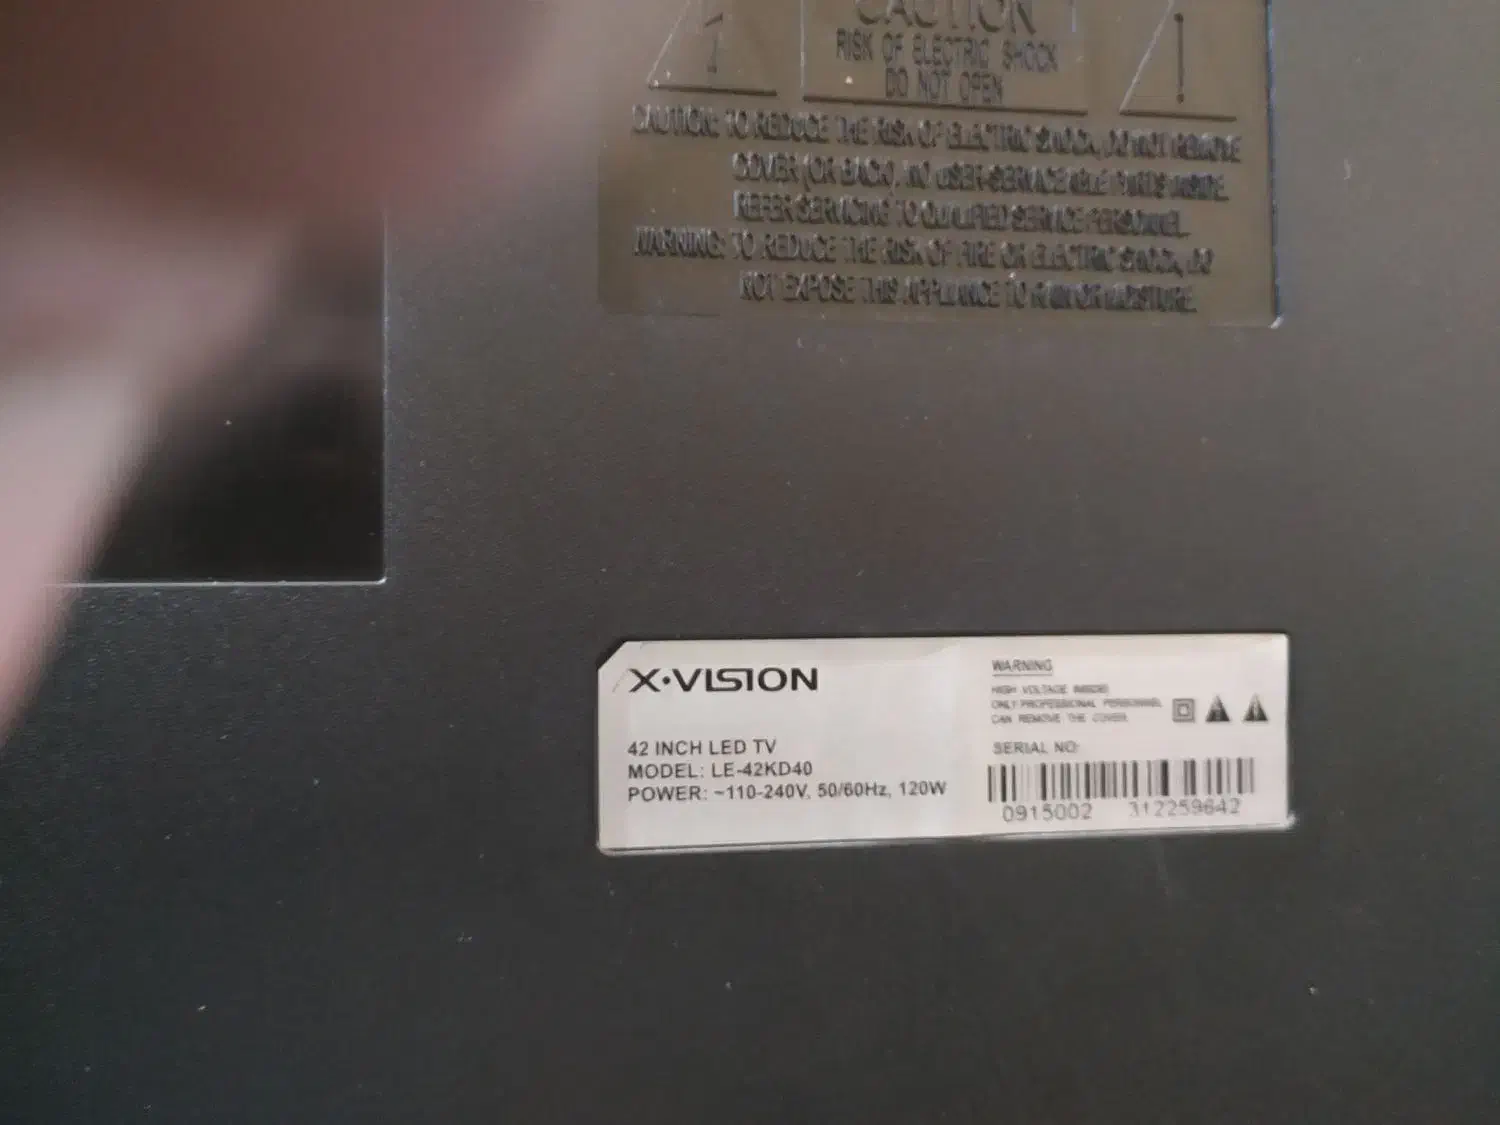 CAUTION
RISK OF ELECTRIC SHOCK
DO NOT OPEN
CAUTION: TO REDUCE THE RISK OF ELECTRIC SHOCK, DO NOT REMOVE
COVER (OR BACK). NO USER-SERVICEABLE PARTS INSIDE.
REFER SERVICING TO QUALIFIED SERVICE PERSONNEL.
WARNING: TO REDUCE THE RISK OF FIRE OR ELECTRIC SHOCK, DO
NOT EXPOSE THIS APPLIANCE TO RAIN OR MOISTURE.
X·VISION
42 INCH LED TV
MODEL: LE-42KD40
POWER: ~110-240V, 50/60Hz, 120W
WARNING
HIGH VOLTAGE INSIDE!
ONLY PROFESSIONAL PERSONNEL
CAN REMOVE THE COVER.
SERIAL NO:
0915002 312259642